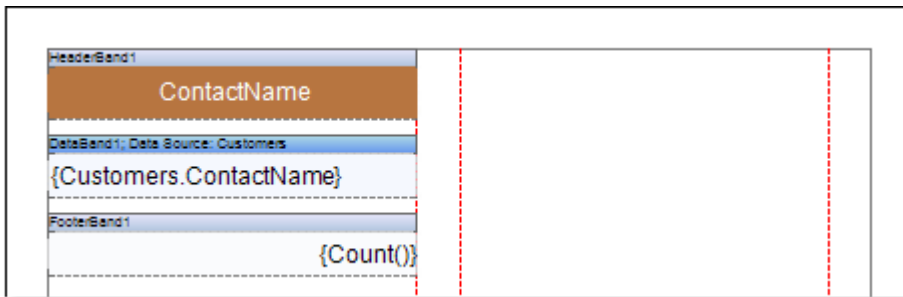 HeaderBand1
ContactName
DataBand1; Data Source: Customers
{Customers.ContactName}
FooterBand1
{Count()}